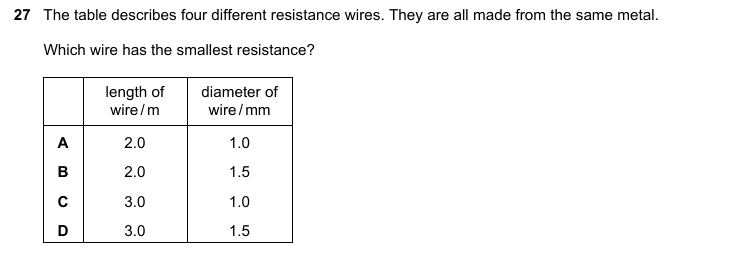 27 The table describes four different resistance wires. They are all made from the same metal.
Which wire has the smallest resistance?
length of wire / m diameter of wire / mm
A 2.0 1.0
B 2.0 1.5
C 3.0 1.0
D 3.0 1.5